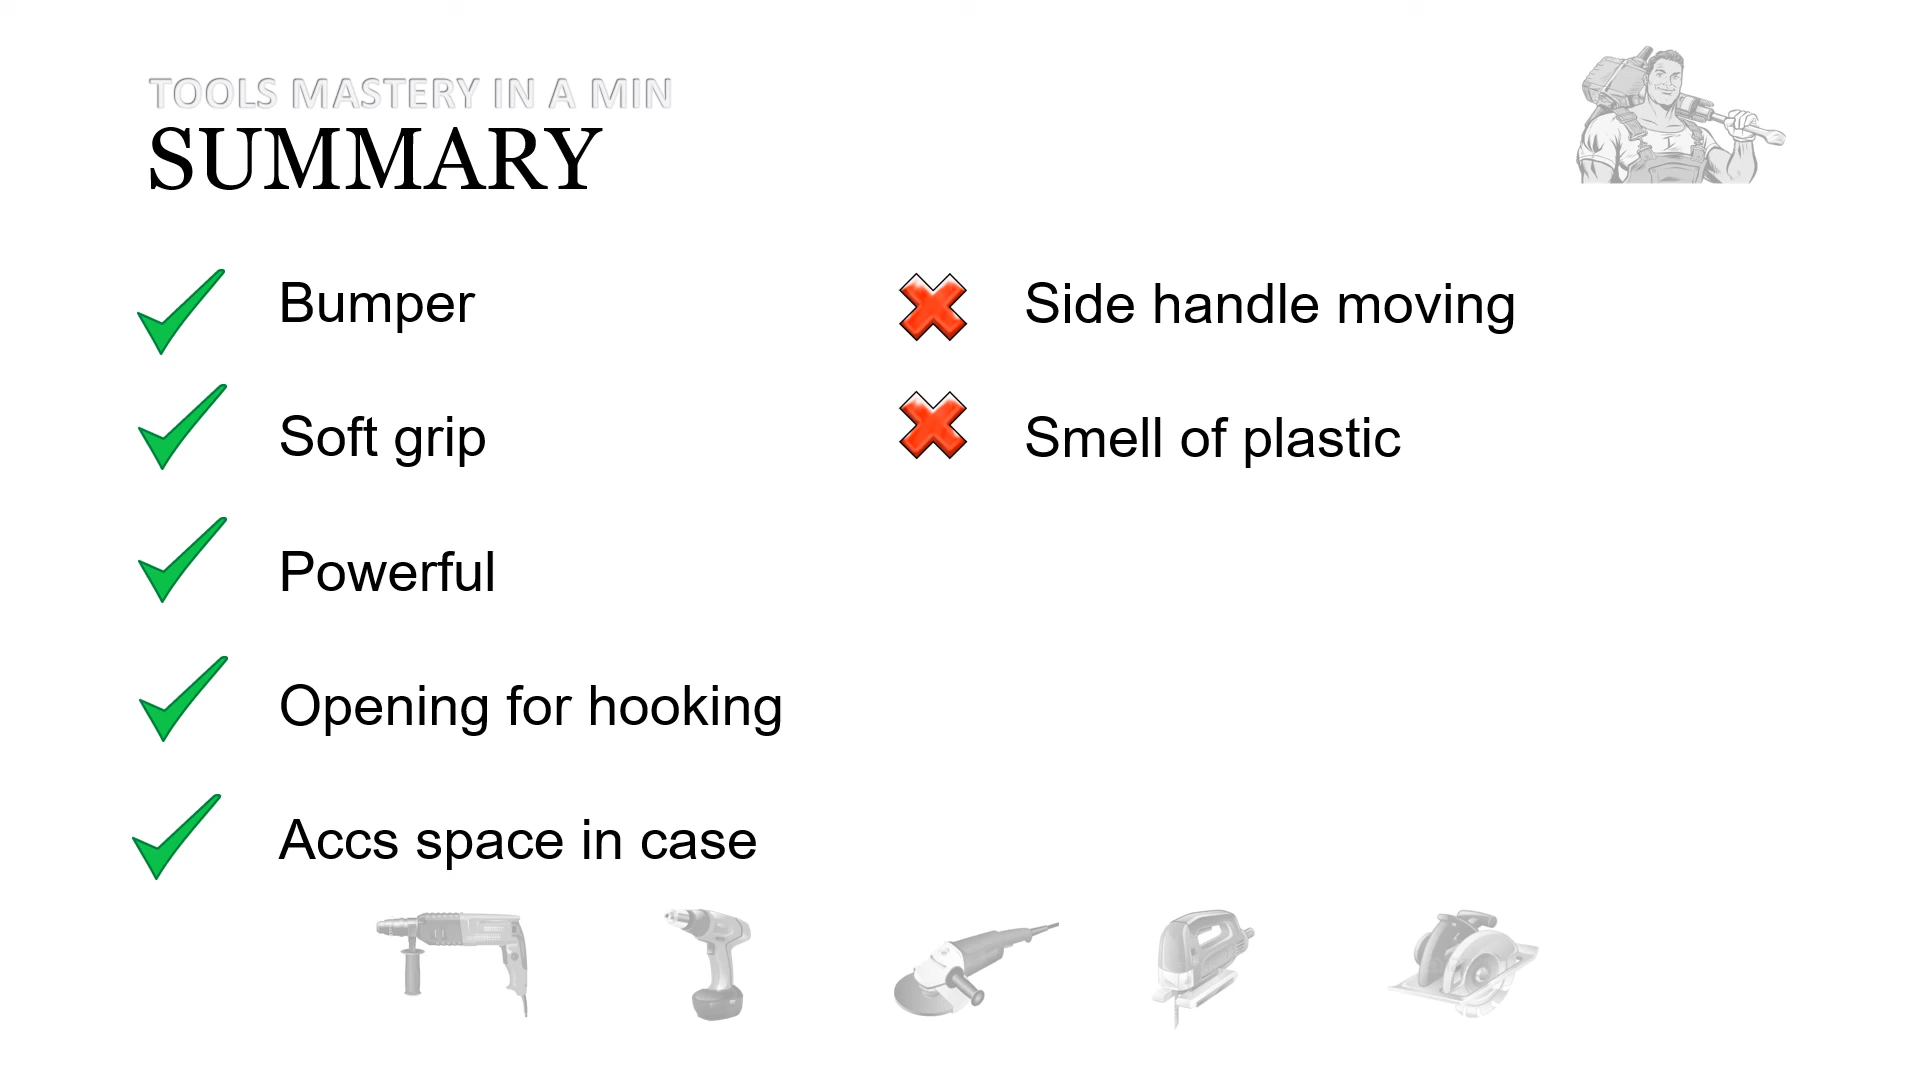 TOOLS MASTERY IN A MIN
SUMMARY
Bumper
Soft grip
Powerful
Opening for hooking
Accs space in case
Side handle moving
Smell of plastic